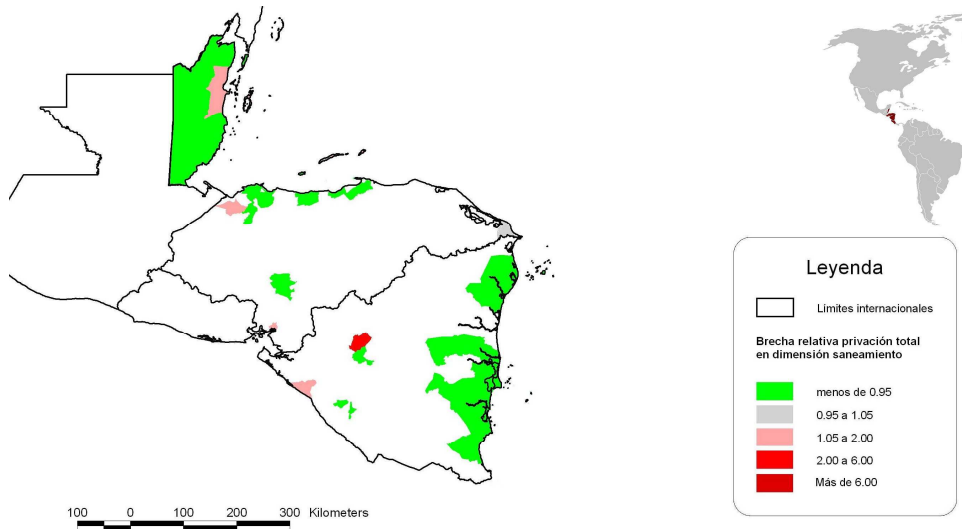 Leyenda
Límites internacionales
Brecha relativa privación total
en dimensión saneamiento
menos de 0.95
0.95 a 1.05
1.05 a 2.00
2.00 a 6.00
Más de 6.00
100 0 100 200 300 Kilometers